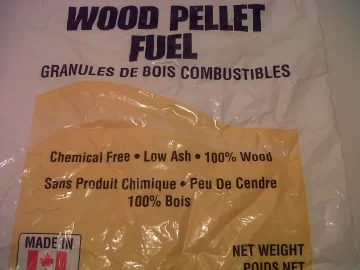 WOOD PELLET
FUEL
GRANULES DE BOIS COMBUSTIBLES
Chemical Free • Low Ash • 100% Wood
Sans Produit Chimique • Peu De Cendre
100% Bois
MADE IN
NET WEIGHT
POIDS NET